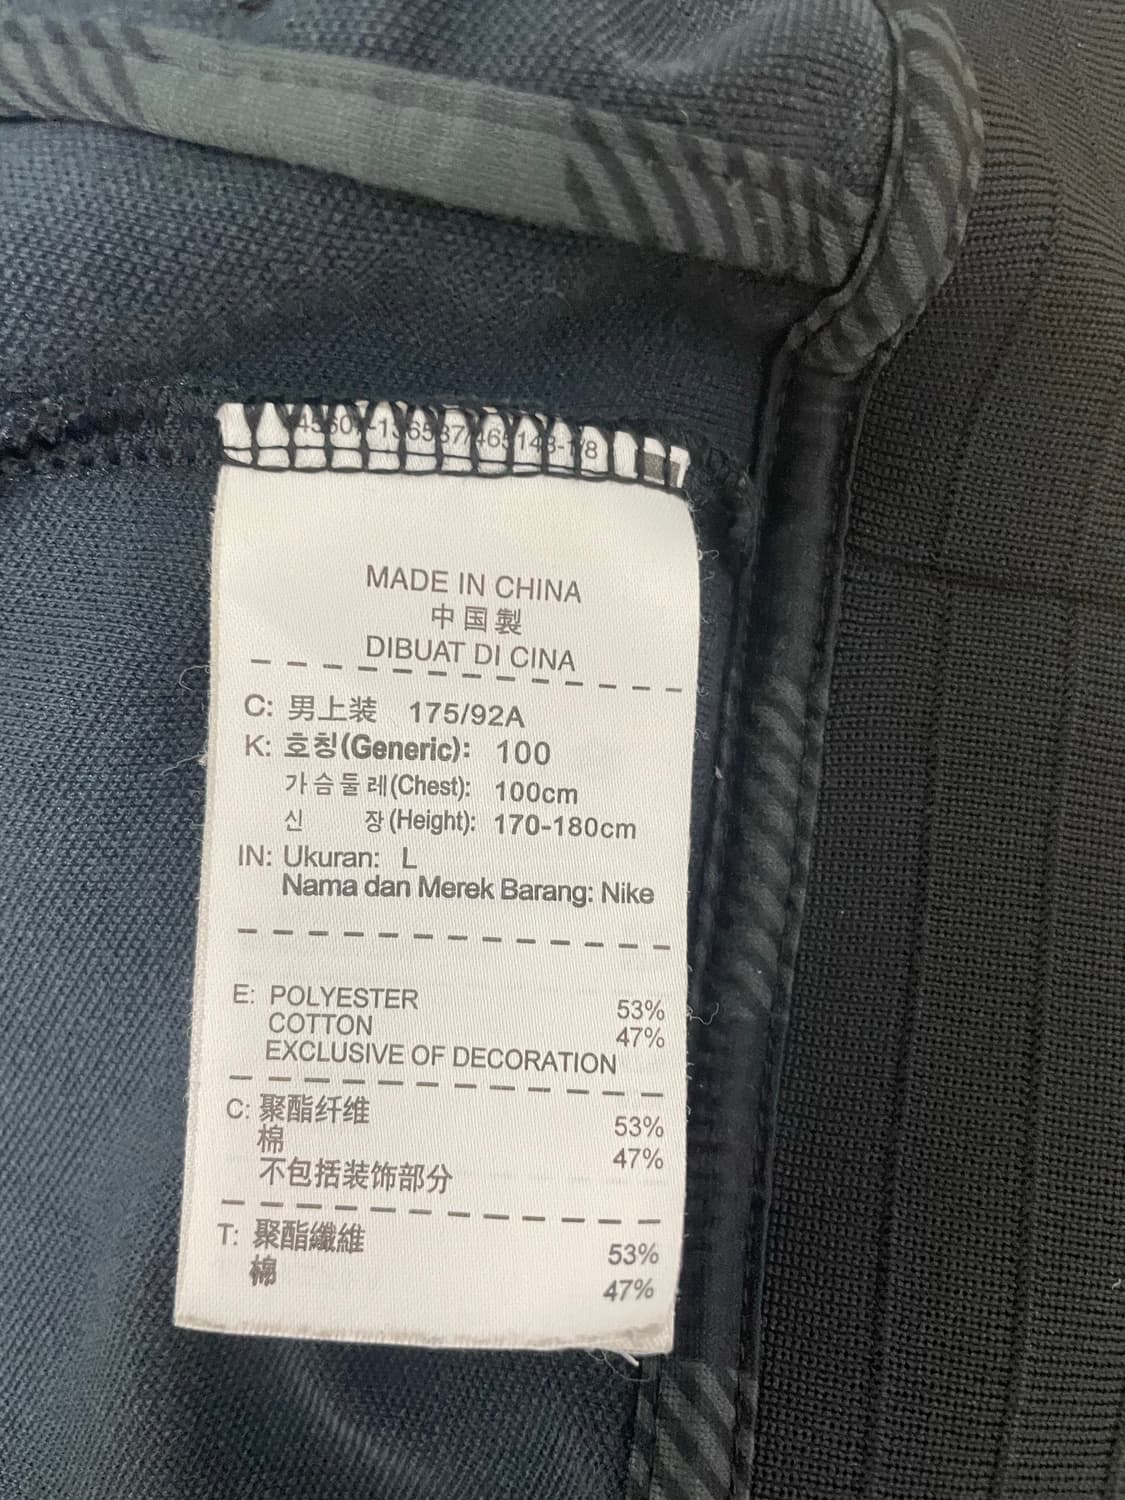 MADE IN CHINA
中国製
DIBUAT DI CINA
C: 男上装 175/92A
K: 호칭(Generic): 100
가슴둘레(Chest): 100cm
신 장(Height): 170-180cm
IN: Ukuran: L
Nama dan Merek Barang: Nike
E: POLYESTER 53%
COTTON 47%
EXCLUSIVE OF DECORATION
C: 聚酯纤维 53%
棉 47%
不包括装饰部分
T: 聚酯纖維 53%
棉 47%